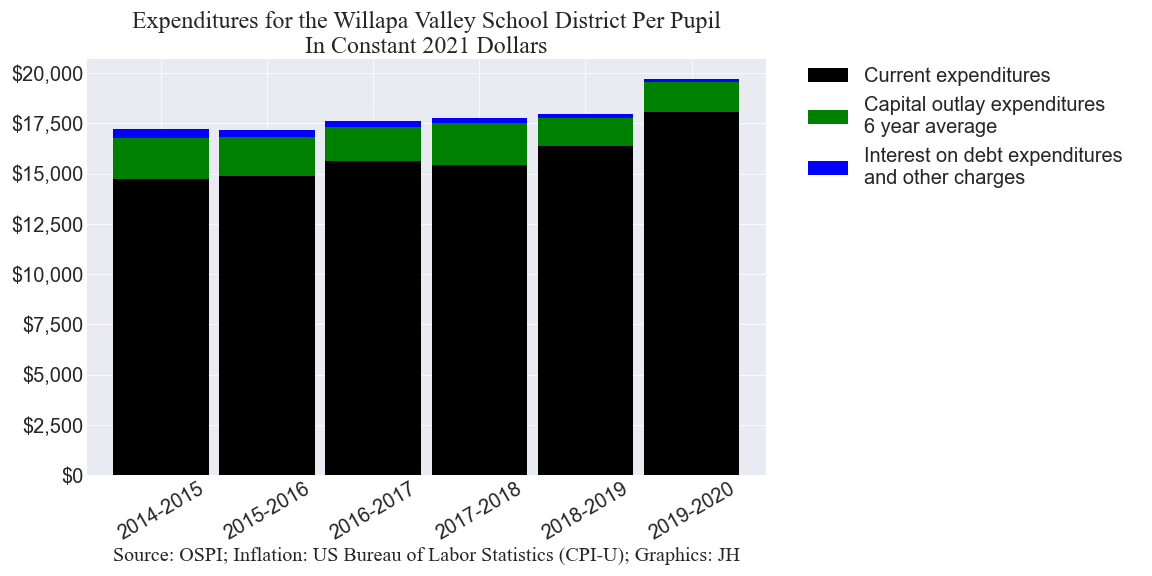 Expenditures for the Willapa Valley School District Per Pupil
In Constant 2021 Dollars
$20,000
$17,500
$15,000
$12,500
$10,000
$7,500
$5,000
$2,500
$0
2014-2015
2015-2016
2016-2017
2017-2018
2018-2019
2019-2020
Current expenditures
Capital outlay expenditures
6 year average
Interest on debt expenditures
and other charges
Source: OSPI; Inflation: US Bureau of Labor Statistics (CPI-U); Graphics: JH